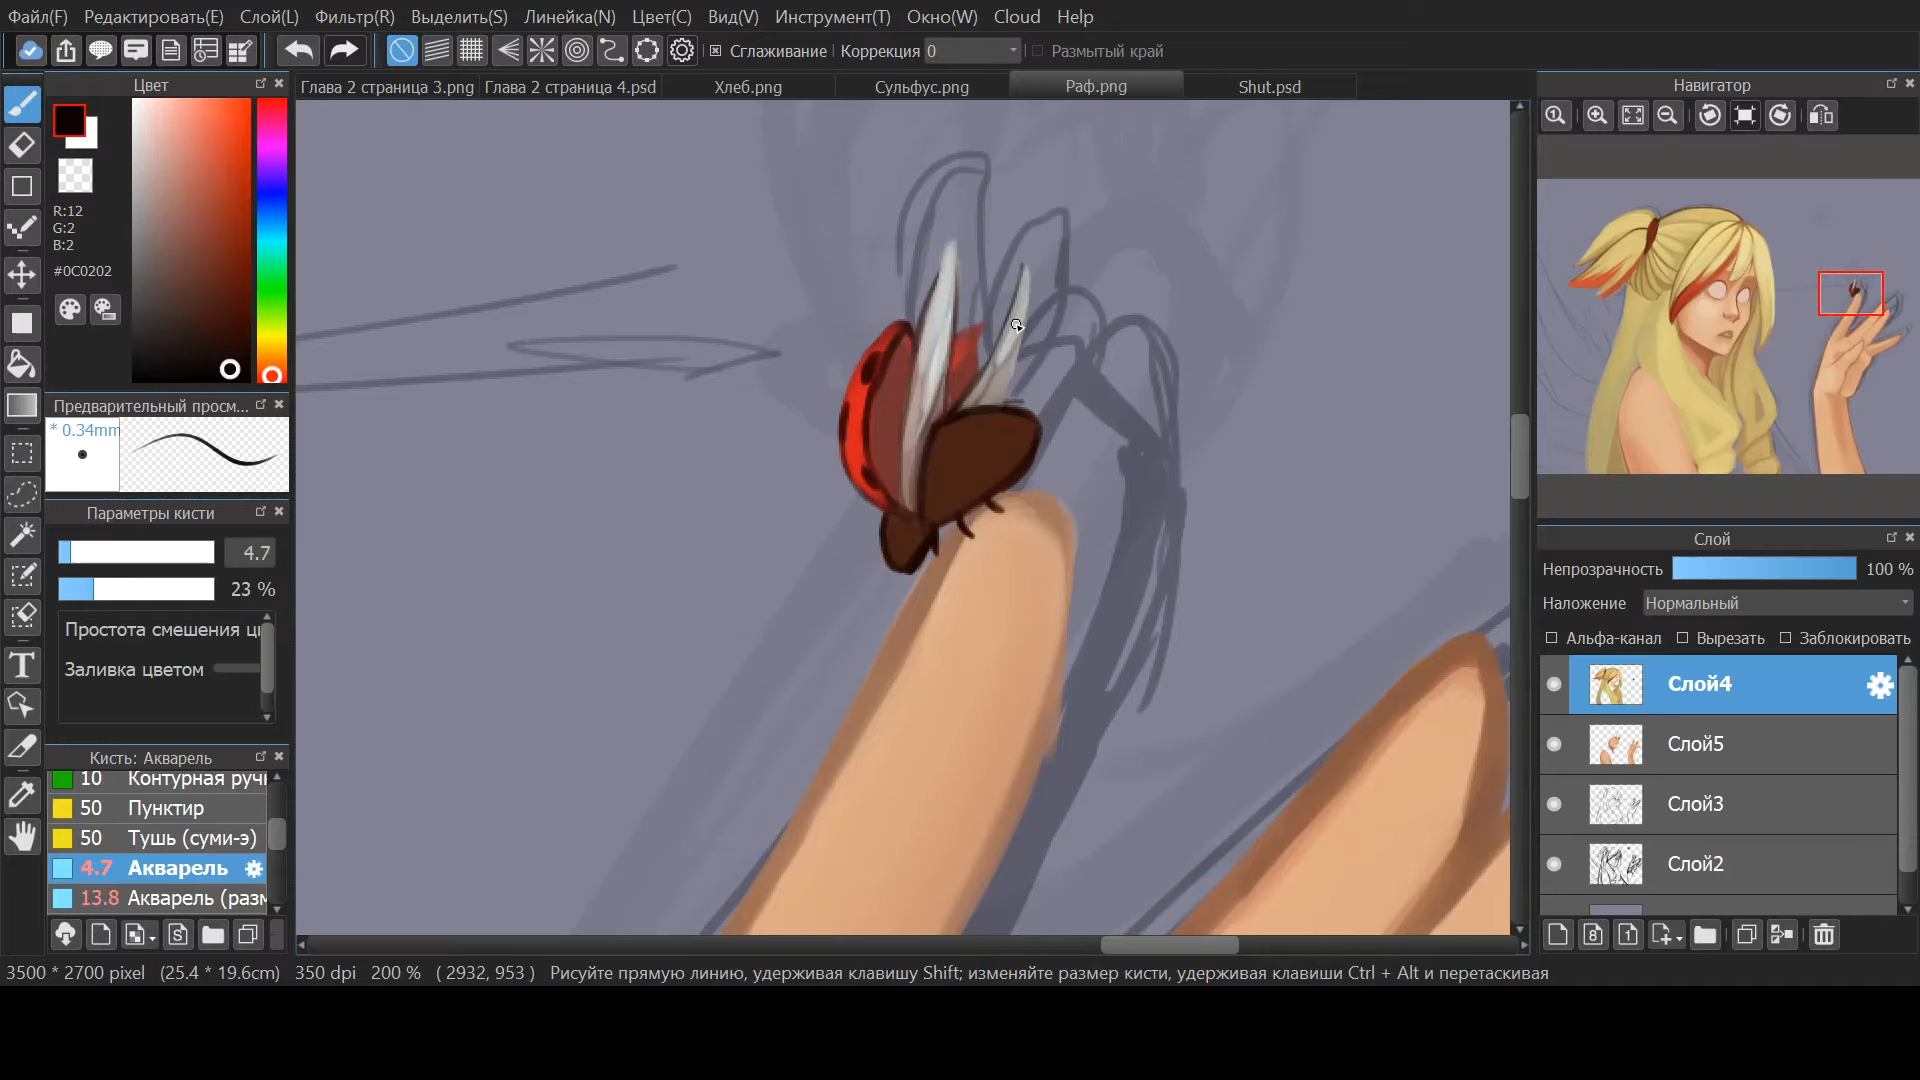 Файл(F) Редактировать(E) Слой(L) Фильтр(R) Выделить(S) Линейка(N) Цвет(C) Вид(V) Инструмент(T) Окно(W) Cloud Help
Сглаживание Коррекция 0 Размытый край
Цвет
Глава 2 страница 3.png Глава 2 страница 4.psd Хлеб.png Сульфус.png Раф.png Shut.psd
Навигатор
R:12
G:2
B:2
#0C0202
Предварительный просм...
* 0.34mm
Параметры кисти
4.7
23 %
Простота смешения ц
Заливка цветом
Кисть: Акварель
10 Контурная руч
50 Пунктир
50 Тушь (суми-э)
4.7 Акварель
13.8 Акварель (раз
Слой
Непрозрачность 100 %
Наложение Нормальный
Альфа-канал Вырезать Заблокировать
Слой4
Слой5
Слой3
Слой2
3500 * 2700 pixel (25.4 * 19.6cm) 350 dpi 200 % ( 2932, 953 ) Рисуйте прямую линию, удерживая клавишу Shift; изменяйте размер кисти, удерживая клавиши Ctrl + Alt и перетаскивая